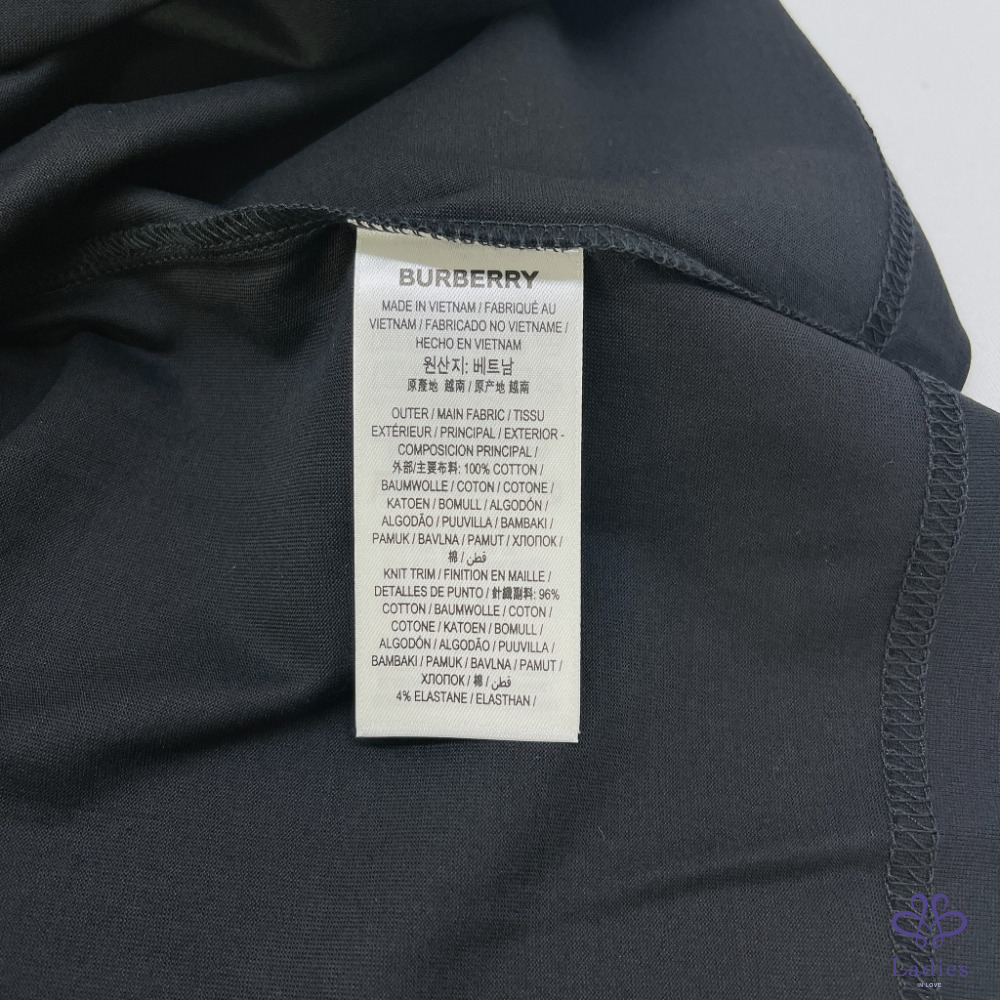 BURBERRY
MADE IN VIETNAM / FABRIQUÉ AU
VIETNAM / FABRICADO NO VIETNAME /
HECHO EN VIETNAM
원산지: 베트남
原產地 越南 / 原产地 越南
OUTER / MAIN FABRIC / TISSU
EXTÉRIEUR / PRINCIPAL / EXTERIOR -
COMPOSICION PRINCIPAL /
外部/主要布料: 100% COTTON /
BAUMWOLLE / COTON / COTONE /
KATOEN / BOMULL / ALGODÓN /
ALGODÃO / PUUVILLA / BAMBAKI /
PAMUK / BAVLNA / PAMUT / ХЛОПОК /
棉 / قطن /
KNIT TRIM / FINITION EN MAILLE /
DETALLES DE PUNTO / 針織副料: 96%
COTTON / BAUMWOLLE / COTON /
COTONE / KATOEN / BOMULL /
ALGODÓN / ALGODÃO / PUUVILLA /
BAMBAKI / PAMUK / BAVLNA / PAMUT /
ХЛОПОК / 棉 / قطن /
4% ELASTANE / ELASTHAN /
Ladies
IN LOVE